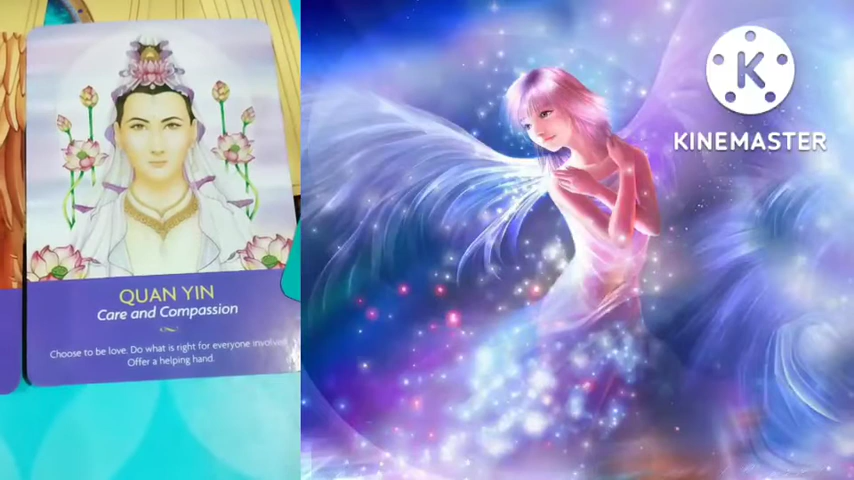 QUAN YIN
Care and Compassion
Choose to be love. Do what is right for everyone involved
Offer a helping hand.
K
KINEMASTER